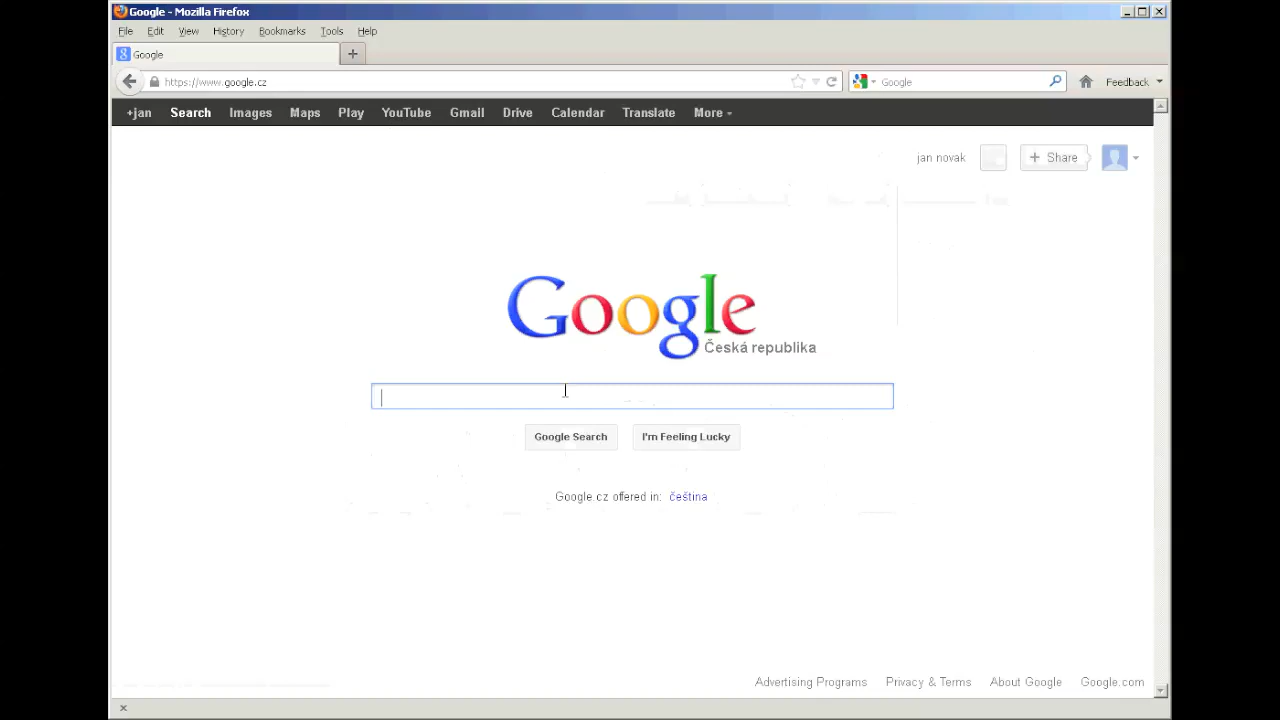 Google - Mozilla Firefox
File Edit View History Bookmarks Tools Help
Google
https://www.google.cz Google Feedback
+jan Search Images Maps Play YouTube Gmail Drive Calendar Translate More
jan novak + Share
Google
Česká republika
Google Search I'm Feeling Lucky
Google.cz offered in: čeština
Advertising Programs Privacy & Terms About Google Google.com